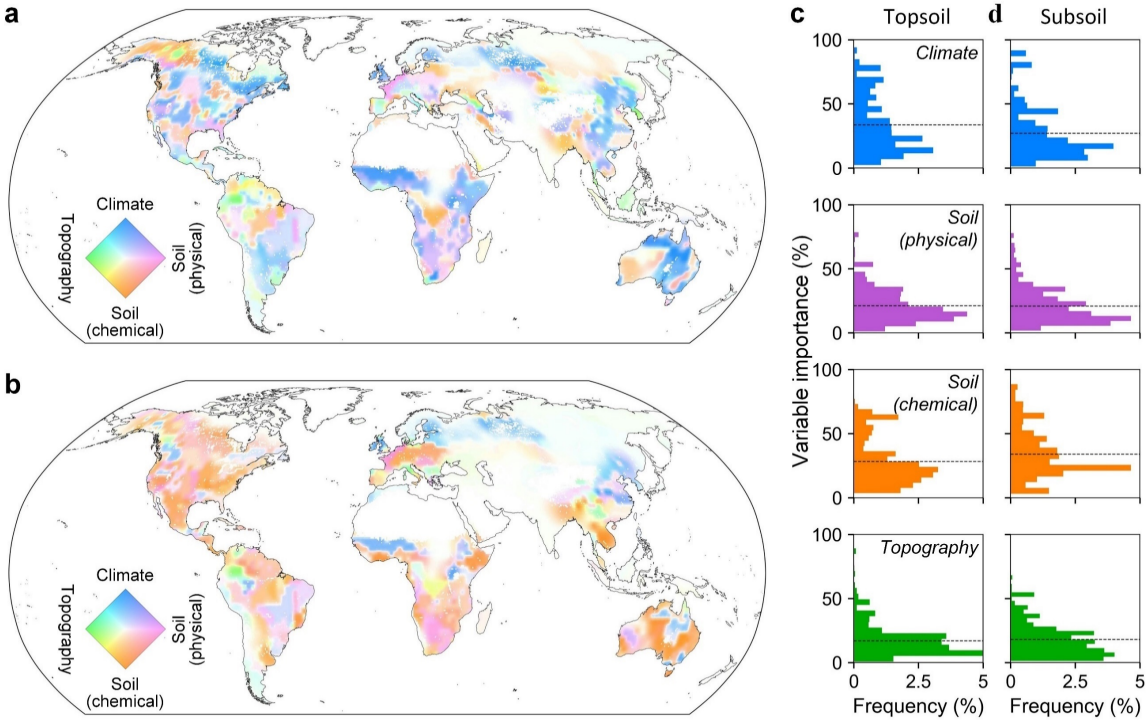 a
Climate
Topography
Soil
(physical)
Soil
(chemical)
b
Climate
Topography
Soil
(physical)
Soil
(chemical)
c Topsoil d Subsoil
Variable importance (%)
100
50
0
Climate
100
50
0
Soil
(physical)
100
50
0
Soil
(chemical)
100
50
0
Topography
0 2.5 5 0 2.5 5
Frequency (%) Frequency (%)